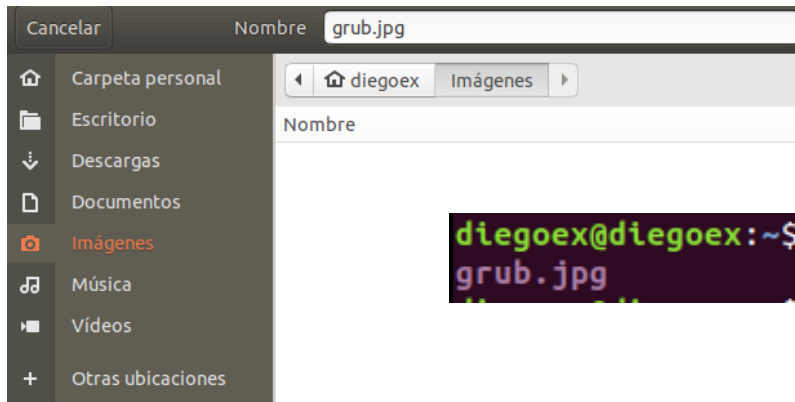 Cancelar Nombre grub.jpg
Carpeta personal
Escritorio
Descargas
Documentos
Imágenes
Música
Vídeos
Otras ubicaciones
diegoex Imágenes
Nombre
diegoex@diegoex:~$
grub.jpg